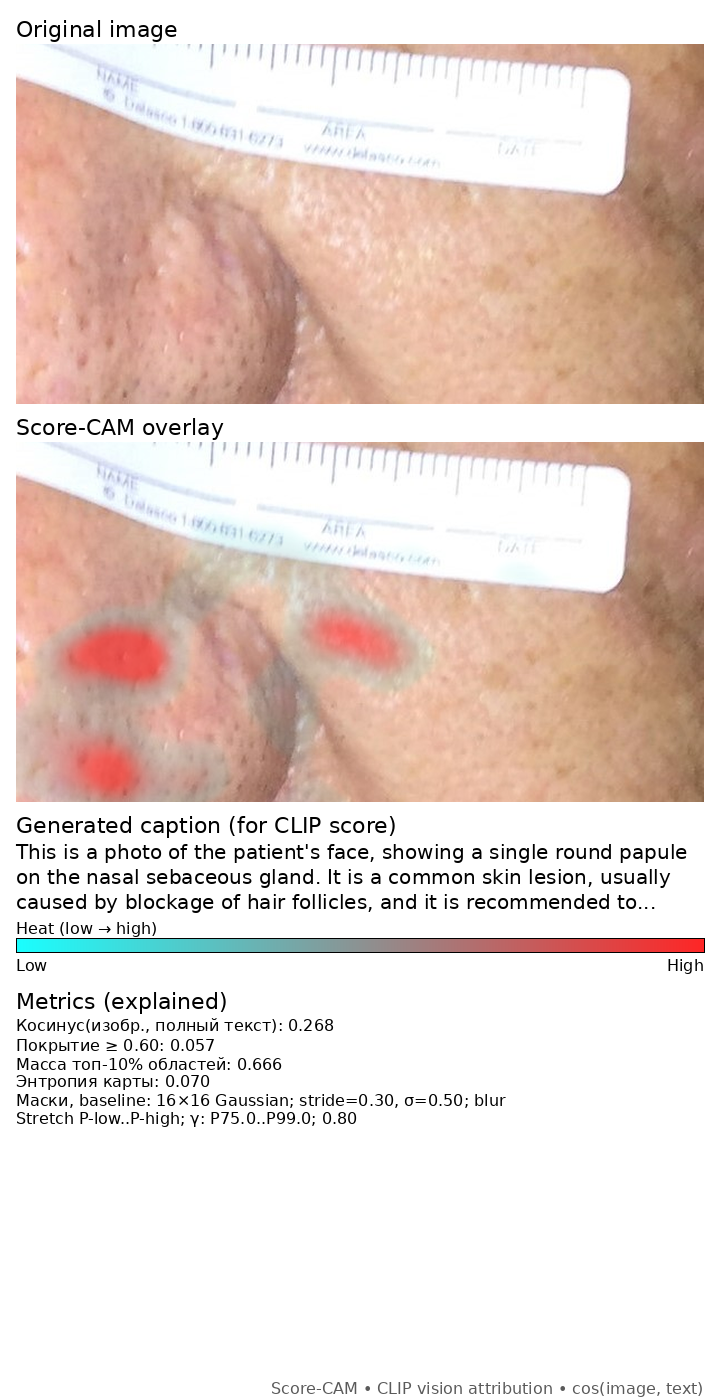 Original image
NAME
© Delasco 1-800-831-6273
AREA
www.delasco.com
DATE
Score-CAM overlay
NAME
© Delasco 1-800-831-6273
AREA
www.delasco.com
DATE
Generated caption (for CLIP score)
This is a photo of the patient's face, showing a single round papule
on the nasal sebaceous gland. It is a common skin lesion, usually
caused by blockage of hair follicles, and it is recommended to...
Heat (low → high)
Low High
Metrics (explained)
Косинус(изобр., полный текст): 0.268
Покрытие ≥ 0.60: 0.057
Масса топ-10% областей: 0.666
Энтропия карты: 0.070
Маски, baseline: 16×16 Gaussian; stride=0.30, σ=0.50; blur
Stretch P-low..P-high; γ: P75.0..P99.0; 0.80
Score-CAM • CLIP vision attribution • cos(image, text)